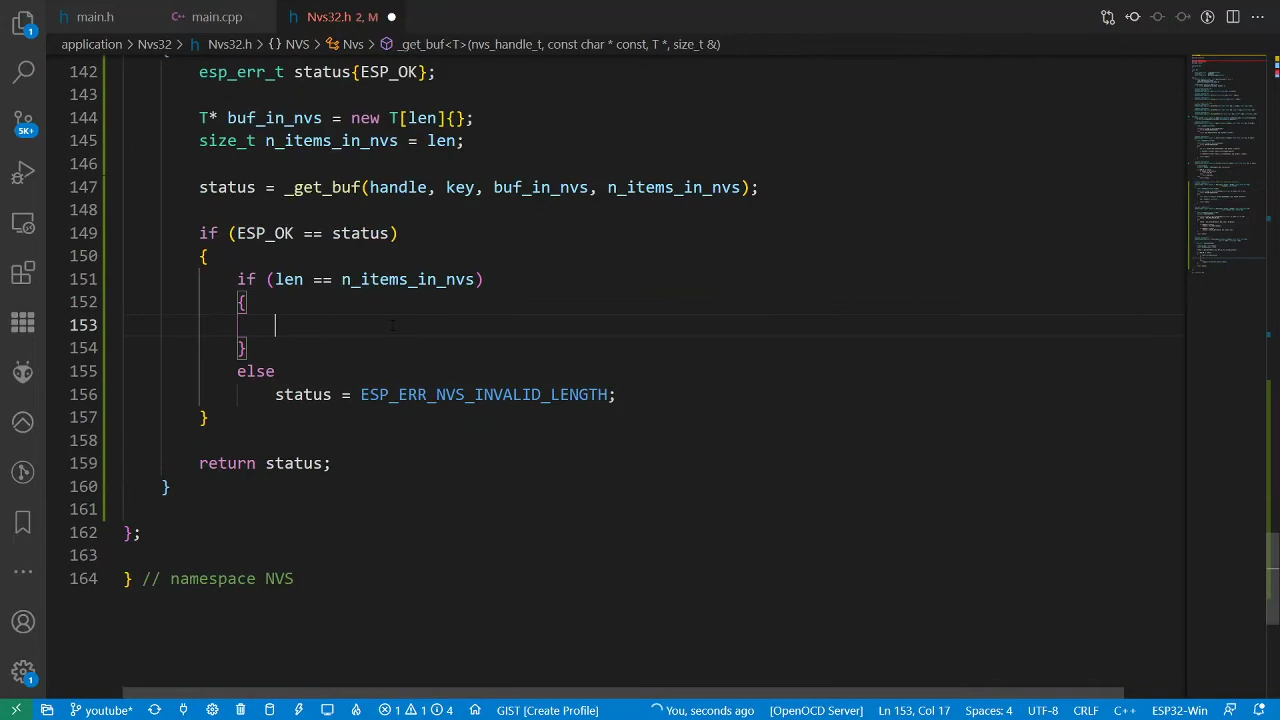 main.h
main.cpp
Nvs32.h 2, M
application > Nvs32 > Nvs32.h > {} NVS > Nvs > _get_buf<T>(nvs_handle_t, const char * const, T *, size_t &)
142 esp_err_t status{ESP_OK};
143
144 T* buf_in_nvs = new T[len]{};
145 size_t n_items_in_nvs = len;
146
147 status = _get_buf(handle, key, buf_in_nvs, n_items_in_nvs);
148
149 if (ESP_OK == status)
150 {
151 if (len == n_items_in_nvs)
152 {
153
154 }
155 else
156 status = ESP_ERR_NVS_INVALID_LENGTH;
157 }
158
159 return status;
160 }
161
162 };
163
164 } // namespace NVS
1
5K+
1
youtube* 1 1 4 GIST [Create Profile] You, seconds ago [OpenOCD Server] Ln 153, Col 17 Spaces: 4 UTF-8 CRLF C++ ESP32-Win